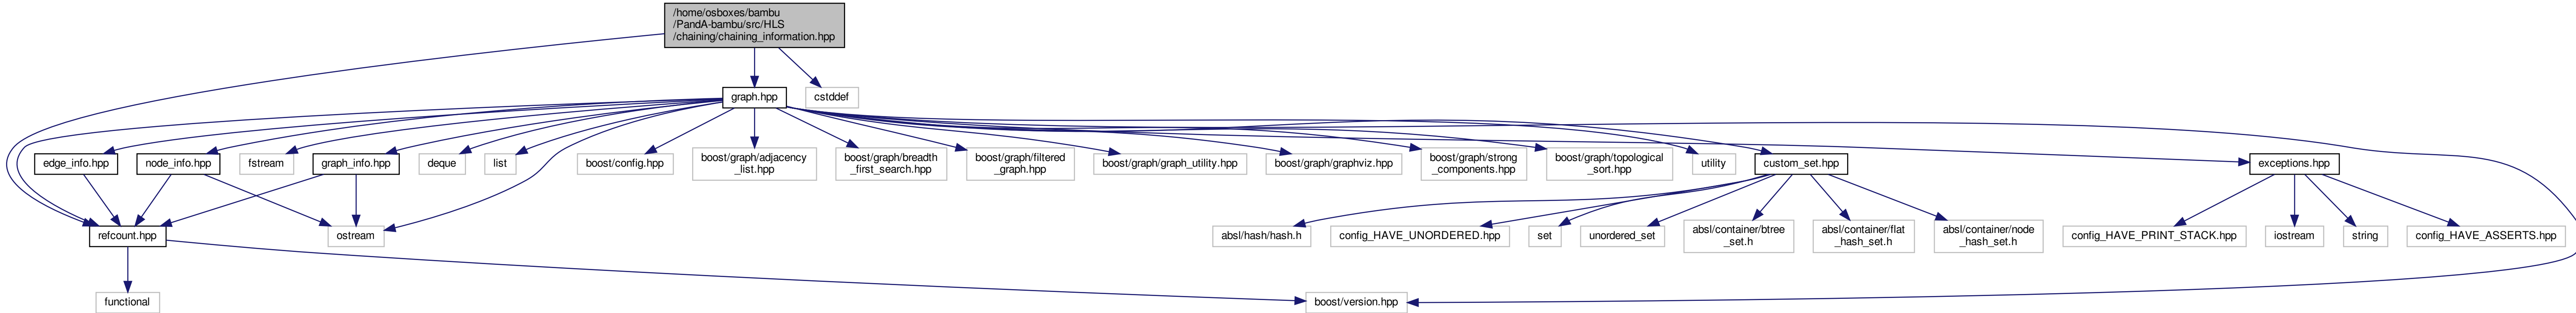 /home/osboxes/bambu
/PandA-bambu/src/HLS
/chaining/chaining_information.hpp
graph.hpp
cstddef
edge_info.hpp
node_info.hpp
fstream
graph_info.hpp
deque
list
boost/config.hpp
boost/graph/adjacency
_list.hpp
boost/graph/breadth
_first_search.hpp
boost/graph/filtered
_graph.hpp
boost/graph/graph_utility.hpp
boost/graph/graphviz.hpp
boost/graph/strong
_components.hpp
boost/graph/topological
_sort.hpp
utility
custom_set.hpp
exceptions.hpp
refcount.hpp
ostream
absl/hash/hash.h
config_HAVE_UNORDERED.hpp
set
unordered_set
absl/container/btree
_set.h
absl/container/flat
_hash_set.h
absl/container/node
_hash_set.h
config_HAVE_PRINT_STACK.hpp
iostream
string
config_HAVE_ASSERTS.hpp
functional
boost/version.hpp